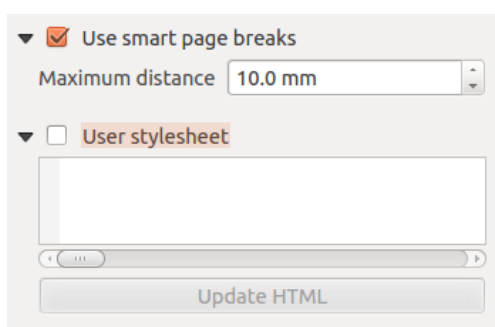 Use smart page breaks
Maximum distance 10.0 mm
User stylesheet
Update HTML